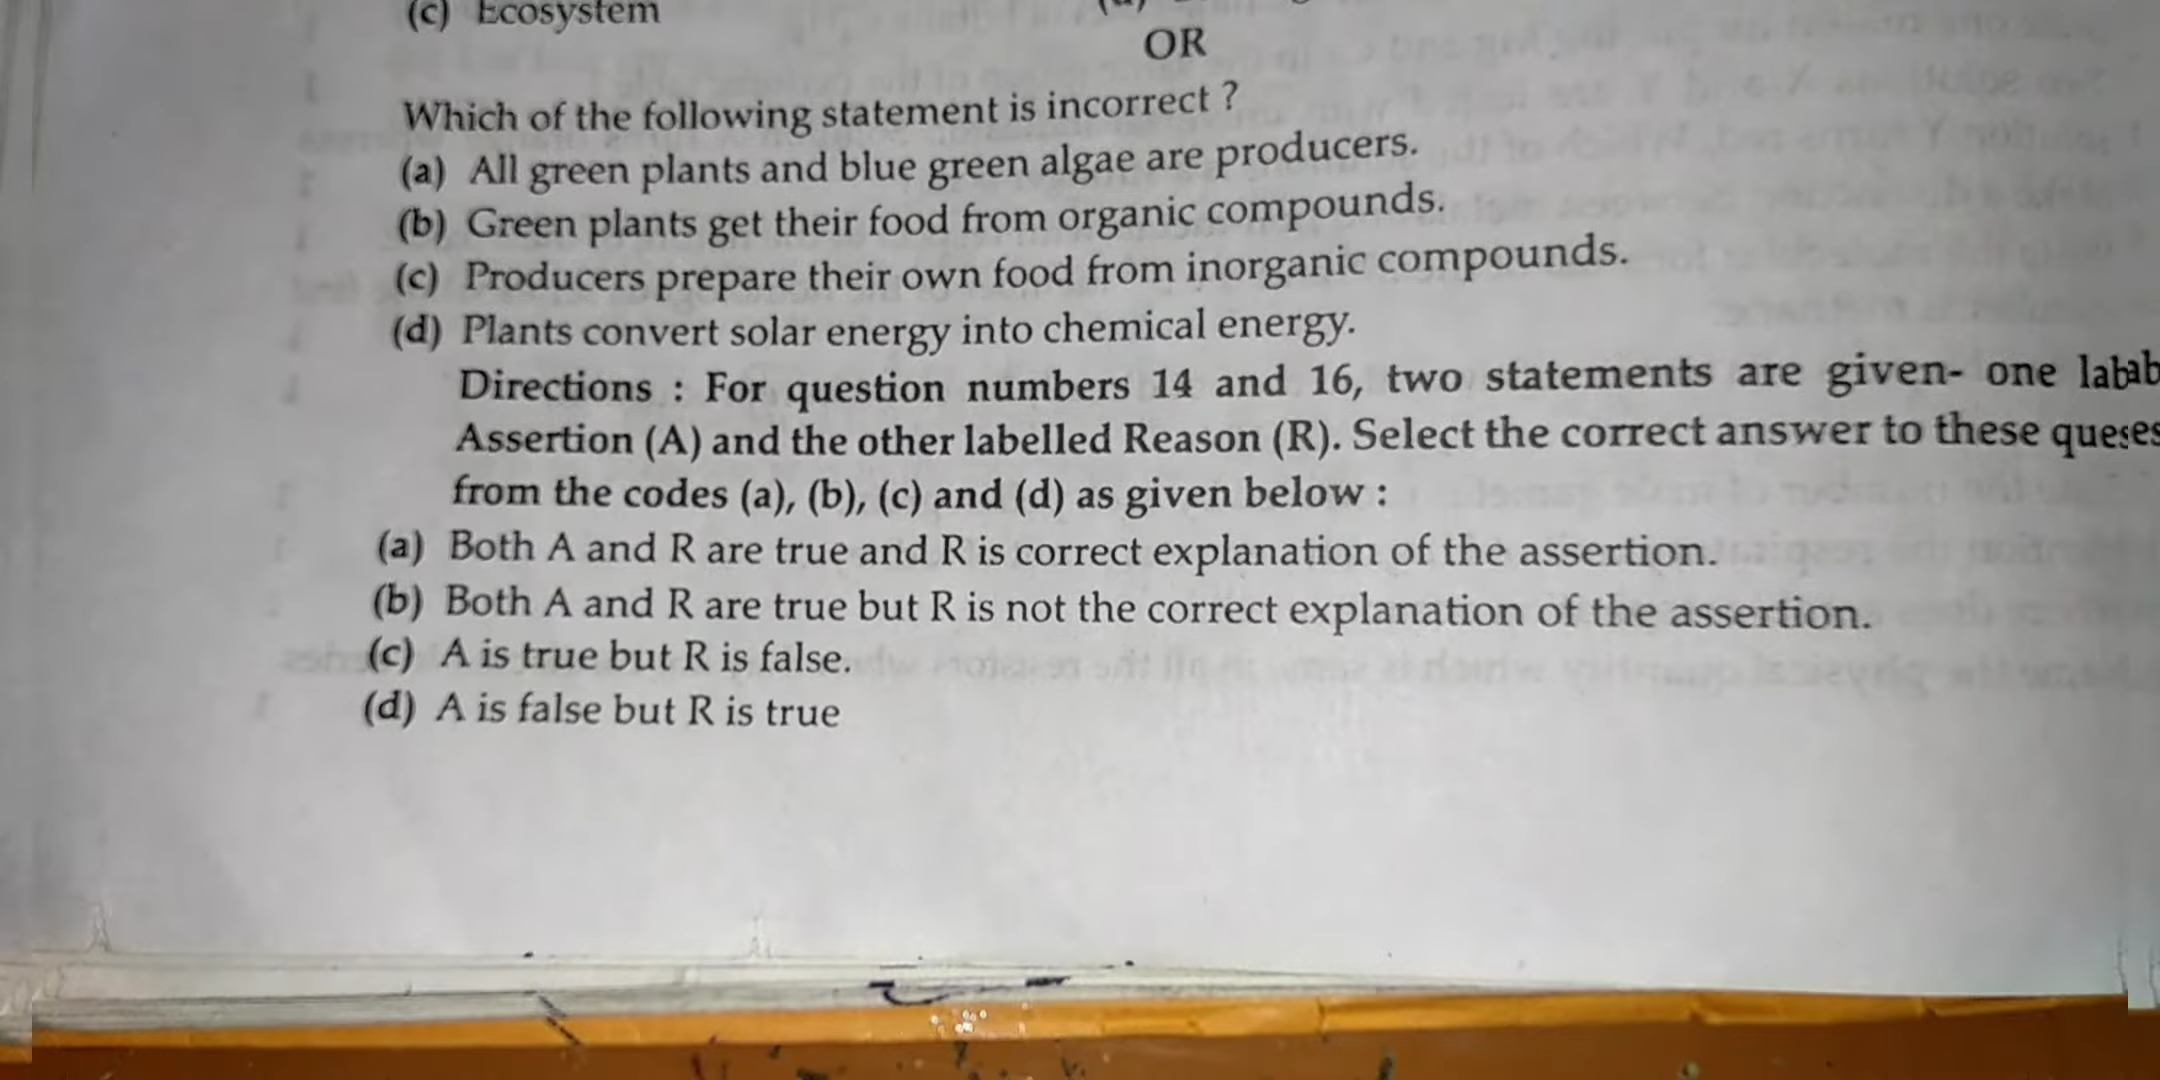 (c) Ecosystem
OR
Which of the following statement is incorrect ?
(a) All green plants and blue green algae are producers.
(b) Green plants get their food from organic compounds.
(c) Producers prepare their own food from inorganic compounds.
(d) Plants convert solar energy into chemical energy.
Directions : For question numbers 14 and 16, two statements are given- one
Assertion (A) and the other labelled Reason (R). Select the correct answer to these
from the codes (a), (b), (c) and (d) as given below :
(a) Both A and R are true and R is correct explanation of the assertion.
(b) Both A and R are true but R is not the correct explanation of the assertion.
(c) A is true but R is false.
(d) A is false but R is true